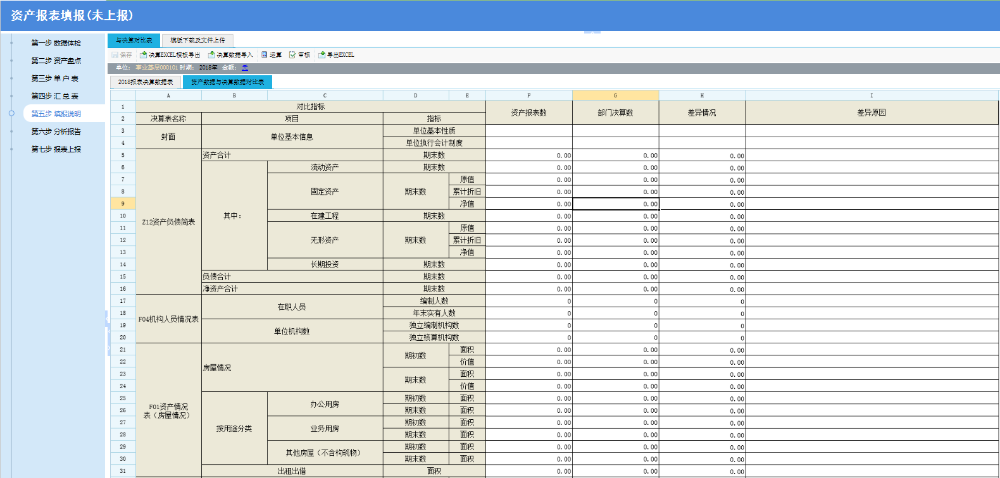 资产报表填报(未上报)
第一步 数据体检
第二步 资产盘点
第三步 单 户 表
第四步 汇 总 表
第五步 填报说明
第六步 分析报告
第七步 报表上报
与决算对比表 模板下载及文件上传
保存 决算EXCEL模板导出 决算数据导入 运算 审核 导出EXCEL
单位: 事业基层000101 时期: 2018年 金额: 元
2018报表决算数据表 资产数据与决算数据对比表
A B C D E F G H I
1 对比指标 资产报表数 部门决算数 差异情况 差异原因
2 决算表名称 项目 指标
3 封面 单位基本信息 单位基本性质
4 单位执行会计制度
5 Z12资产负债简表 资产合计 期末数 0.00 0.00 0.00
6 其中: 流动资产 期末数 0.00 0.00 0.00
7 固定资产 期末数 原值 0.00 0.00 0.00
8 累计折旧 0.00 0.00 0.00
9 净值 0.00 0.00 0.00
10 在建工程 期末数 0.00 0.00 0.00
11 无形资产 期末数 原值 0.00 0.00 0.00
12 累计折旧 0.00 0.00 0.00
13 净值 0.00 0.00 0.00
14 长期投资 期末数 0.00 0.00 0.00
15 负债合计 期末数 0.00 0.00 0.00
16 净资产合计 期末数 0.00 0.00 0.00
17 F04机构人员情况表 在职人员 编制人数 0 0 0
18 年末实有人数 0 0 0
19 单位机构数 独立编制机构数 0 0 0
20 独立核算机构数 0 0 0
21 F01资产情况表（房屋情况） 房屋情况 期初数 面积 0.00 0.00 0.00
22 价值 0.00 0.00 0.00
23 期末数 面积 0.00 0.00 0.00
24 价值 0.00 0.00 0.00
25 按用途分类 办公用房 期初数 面积 0.00 0.00 0.00
26 期末数 面积 0.00 0.00 0.00
27 业务用房 期初数 面积 0.00 0.00 0.00
28 期末数 面积 0.00 0.00 0.00
29 其他房屋（不含构筑物） 期初数 面积 0.00 0.00 0.00
30 期末数 面积 0.00 0.00 0.00
31 出租出借 面积 0.00 0.00 0.00